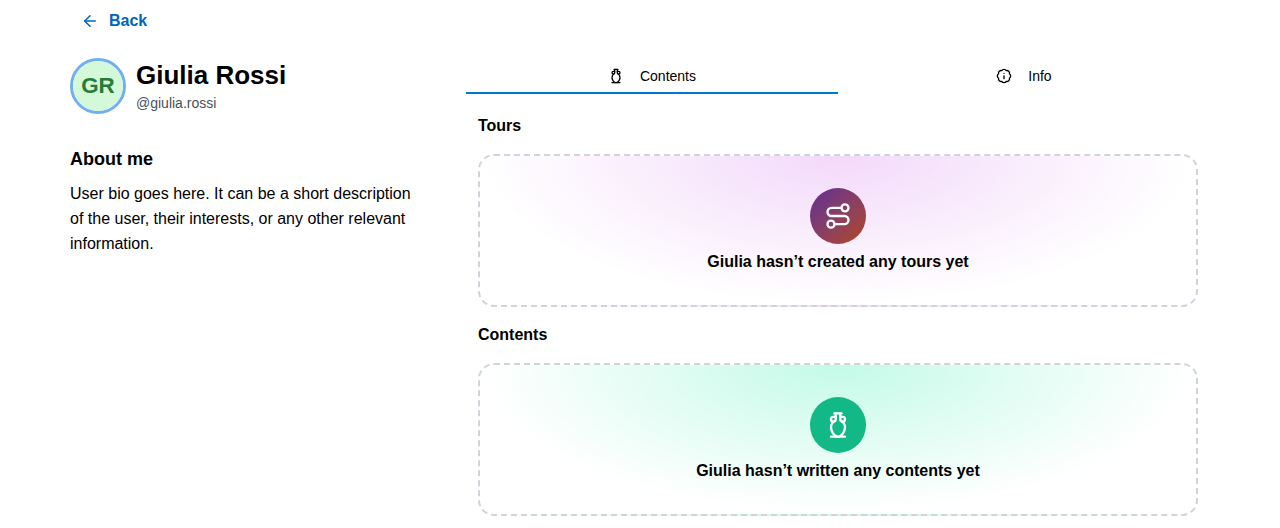 Back
GR
Giulia Rossi
@giulia.rossi
About me
User bio goes here. It can be a short description
of the user, their interests, or any other relevant
information.
Contents
Info
Tours
Giulia hasn’t created any tours yet
Contents
Giulia hasn’t written any contents yet